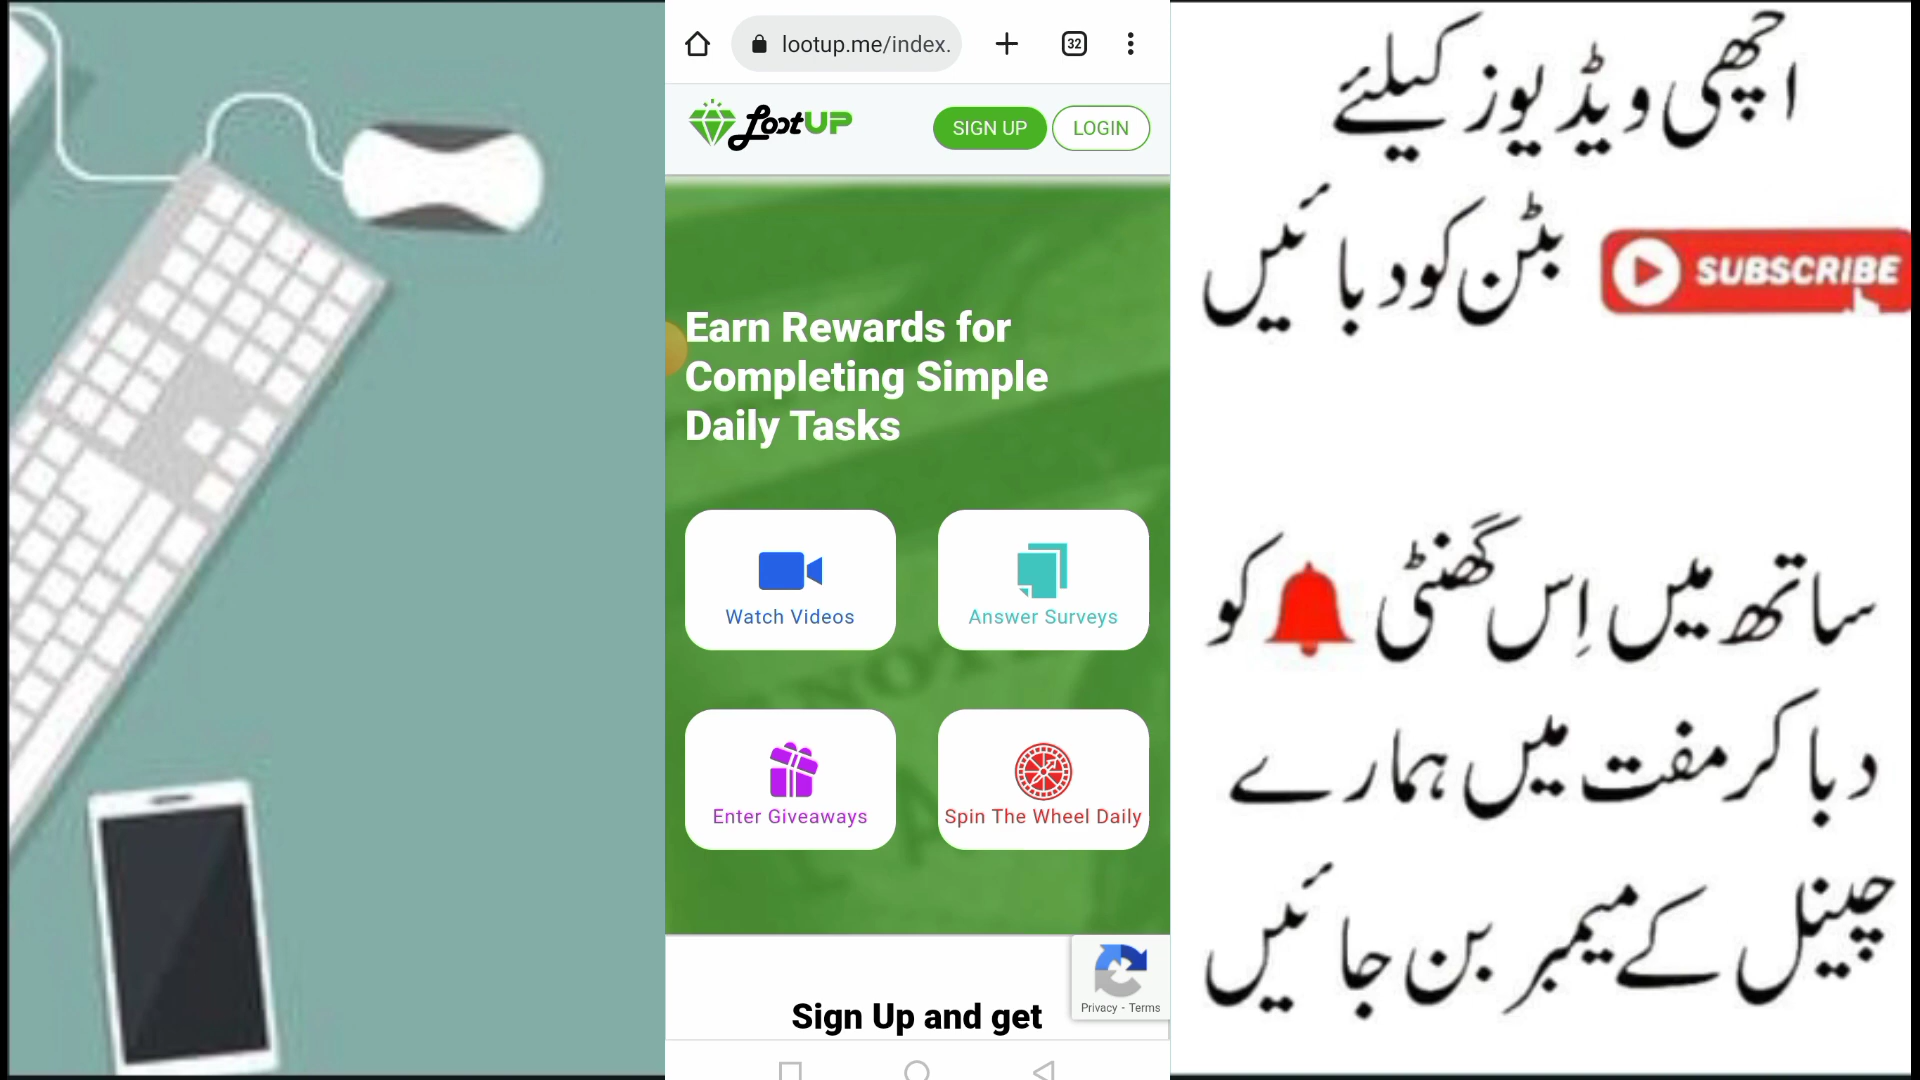 lootup.me/index.
32
LootUP
SIGN UP
LOGIN
Earn Rewards for
Completing Simple
Daily Tasks
Watch Videos
Answer Surveys
Enter Giveaways
Spin The Wheel Daily
Sign Up and get
Privacy - Terms
اچھی ویڈیوز کیلئے
SUBSCRIBE بٹن کو دبائیں
ساتھ میں اِس گھنٹی کو
دبا کر مفت میں ہمارے
چینل کے میمبر بن جائیں